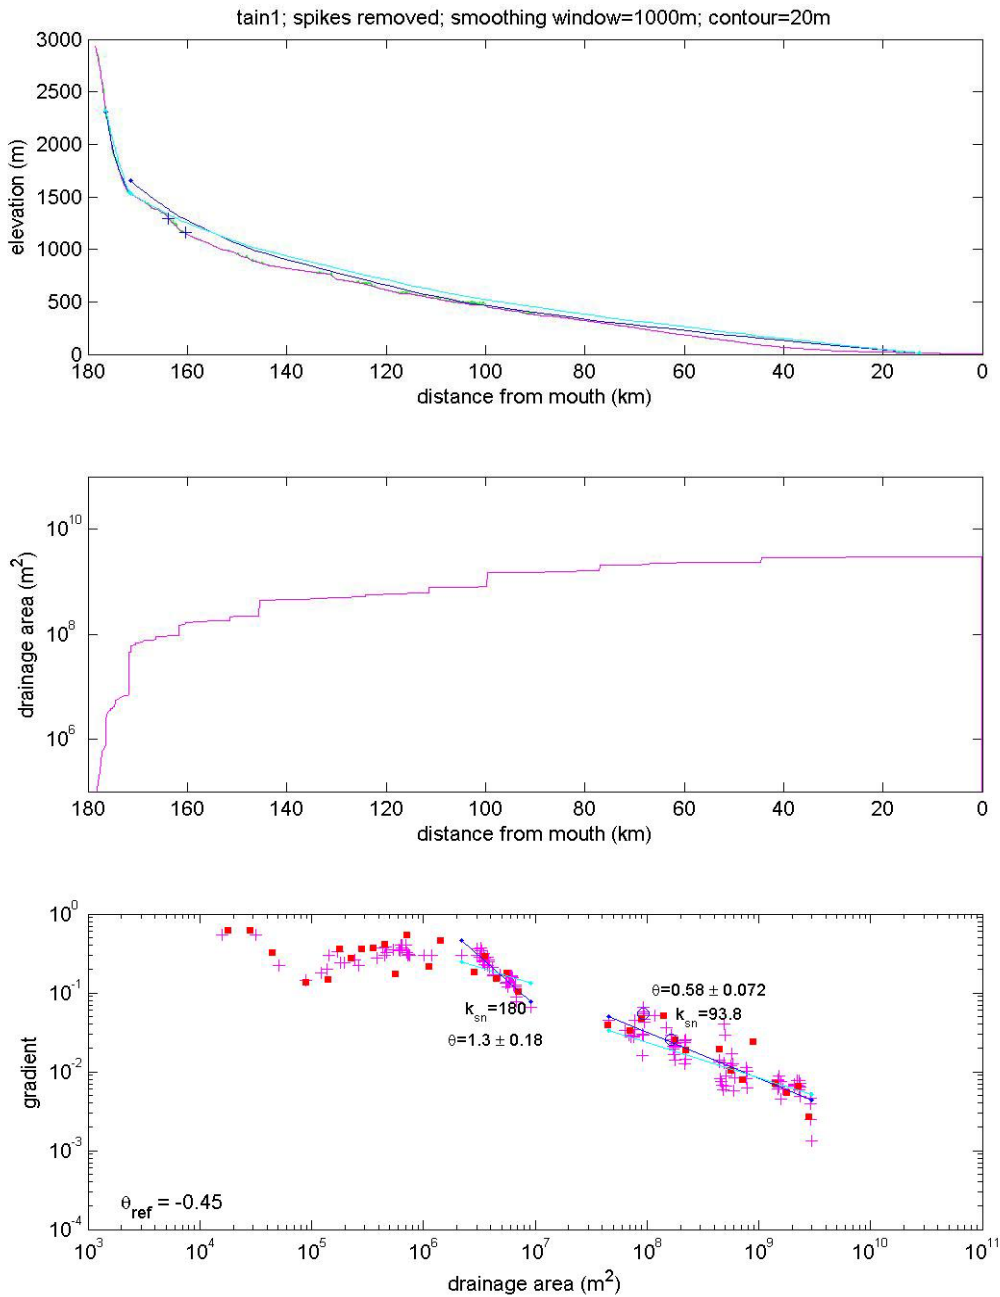 tain1; spikes removed; smoothing window=1000m; contour=20m
3000
2500
2000
1500
1000
500
0
elevation (m)
180 160 140 120 100 80 60 40 20 0
distance from mouth (km)
10^10
10^8
10^6
drainage area (m²)
180 160 140 120 100 80 60 40 20 0
distance from mouth (km)
10^0
10^-1
10^-2
10^-3
10^-4
gradient
θ=0.58 ± 0.072
k_sn=180
k_sn=93.8
θ=1.3 ± 0.18
θ_ref = -0.45
10^3 10^4 10^5 10^6 10^7 10^8 10^9 10^10 10^11
drainage area (m²)